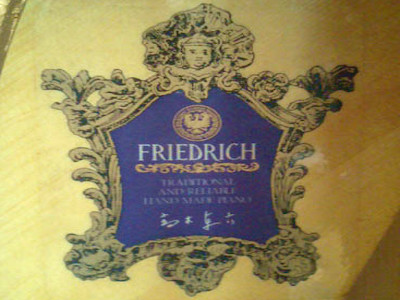 FRIEDRICH
TRADITIONAL
AND RELIABLE
HAND MADE PIANO